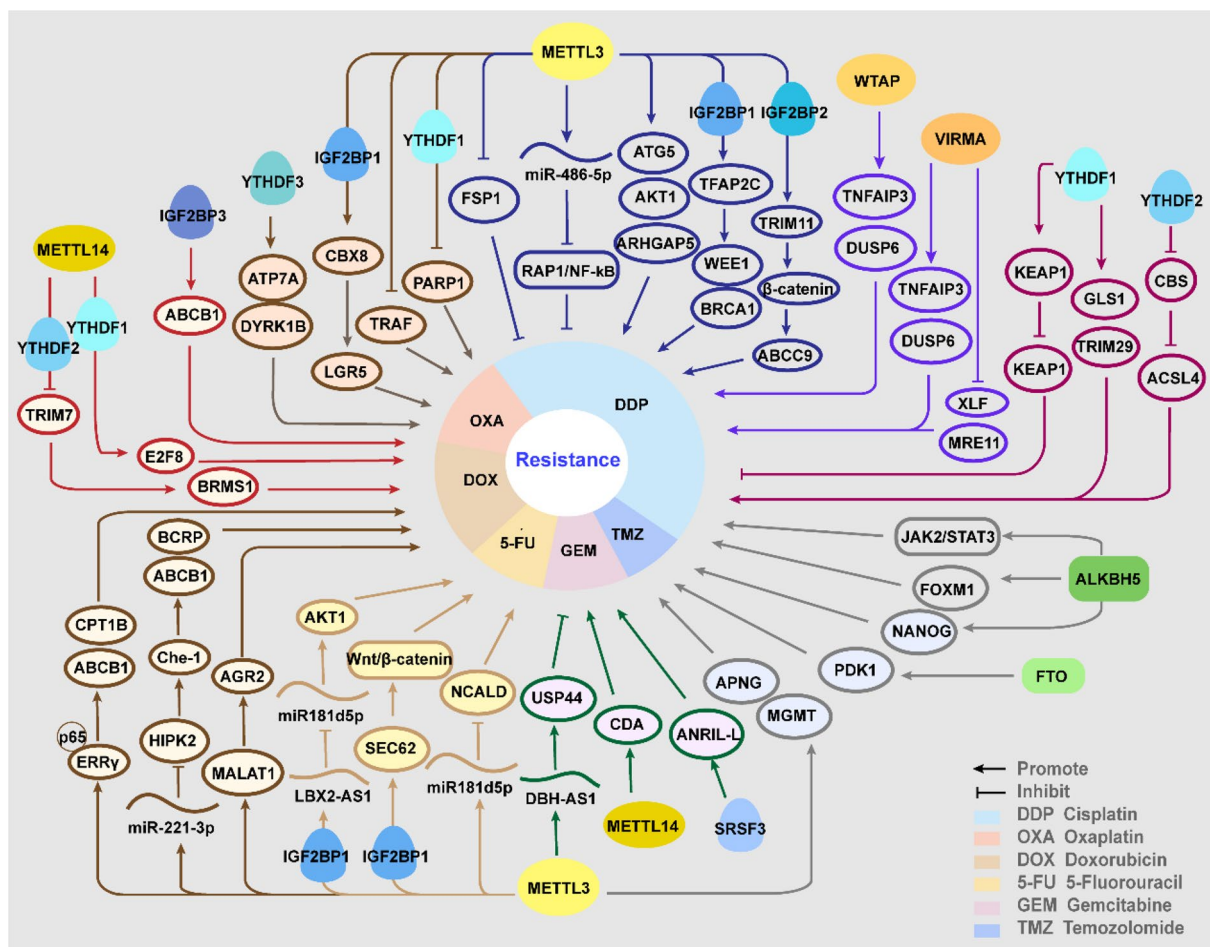 METTL3
WTAP
VIRMA
IGF2BP1
IGF2BP2
YTHDF1
IGF2BP1
YTHDF1
YTHDF2
YTHDF3
IGF2BP3
METTL14
YTHDF2
YTHDF1
TRIM7
E2F8
BRMS1
ABCB1
ATP7A
DYRK1B
CBX8
LGR5
TRAF
PARP1
FSP1
miR-486-5p
RAP1/NF-kB
ATG5
AKT1
ARHGAP5
TFAP2C
WEE1
BRCA1
TRIM11
β-catenin
ABCC9
TNFAIP3
DUSP6
TNFAIP3
DUSP6
XLF
MRE11
KEAP1
KEAP1
GLS1
TRIM29
CBS
ACSL4
OXA
DDP
DOX
5-FU
GEM
TMZ
Resistance
BCRP
ABCB1
Che-1
HIPK2
miR-221-3p
CPT1B
ABCB1
p65
ERRγ
AGR2
MALAT1
AKT1
miR181d5p
LBX2-AS1
IGF2BP1
Wnt/β-catenin
SEC62
IGF2BP1
NCALD
miR181d5p
USP44
DBH-AS1
METTL3
CDA
METTL14
ANRIL-L
SRSF3
APNG
MGMT
PDK1
FTO
JAK2/STAT3
FOXM1
NANOG
ALKBH5
Promote
Inhibit
DDP Cisplatin
OXA Oxaplatin
DOX Doxorubicin
5-FU 5-Fluorouracil
GEM Gemcitabine
TMZ Temozolomide